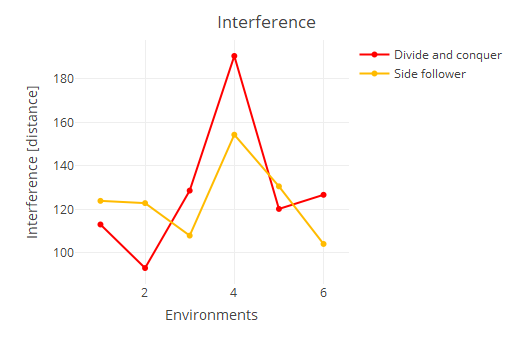 Interference
Divide and conquer
Side follower
Interference [distance]
180
160
140
120
100
2 4 6
Environments